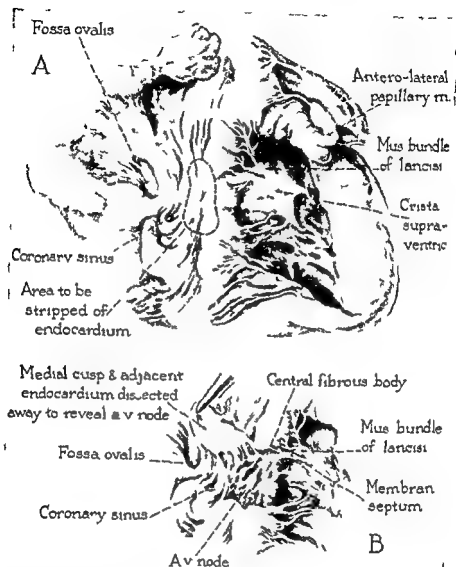 Fossa ovalis
A
Antero-lateral
papillary m.
Mus bundle
of lancisi
Crista
supra-
ventric
Coronary sinus
Area to be
stripped of
endocardium
Medial cusp & adjacent
endocardium dissected
away to reveal a v node
Central fibrous body
Mus bundle
of lancisi
Fossa ovalis
Membran
septum
Coronary sinus
B
A v node